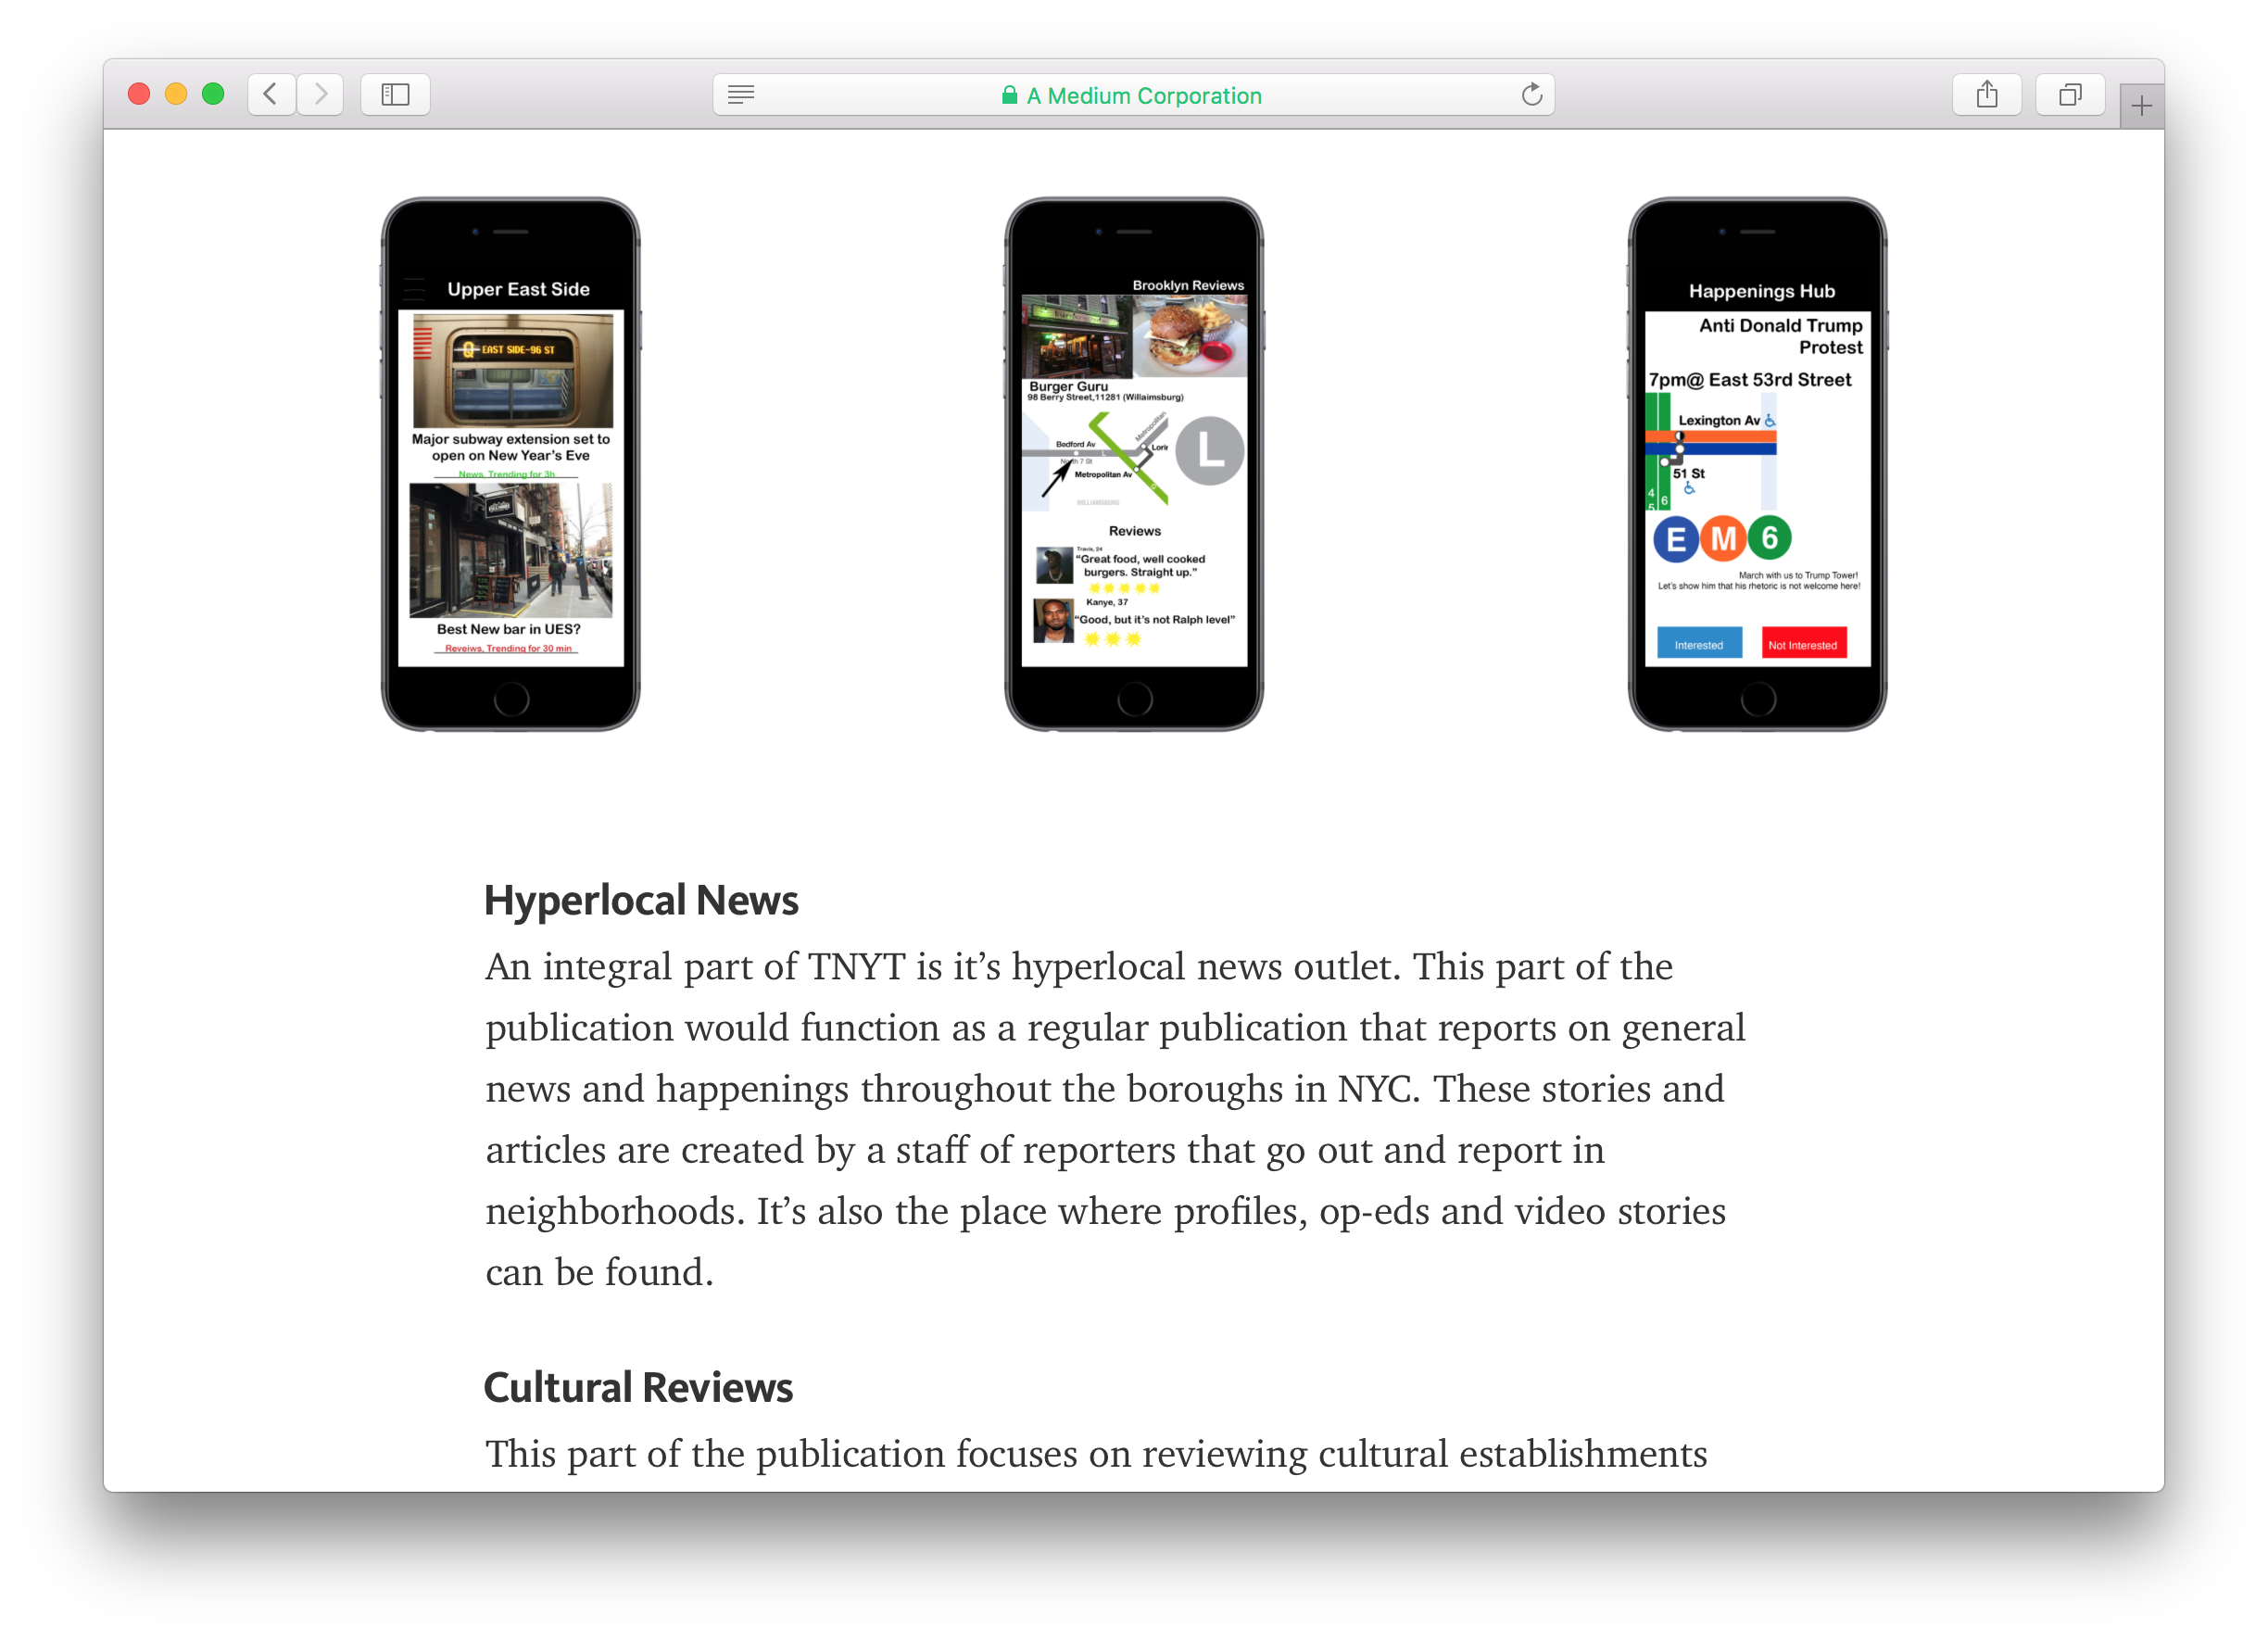 A Medium Corporation
Upper East Side
Q EAST SIDE-96 ST
Major subway extension set to
open on New Year's Eve
News, Trending for 3h
Best New bar in UES?
Reveiws, Trending for 30 min
Brooklyn Reviews
Burger Guru
98 Berry Street,11281 (Willaimsburg)
Metropolitan
Bedford Av
Lori
North 7 St
L
Metropolitan Av
G
WILLIAMSBURG
L
Reviews
Travis, 24
"Great food, well cooked
burgers. Straight up."
Kanye, 37
"Good, but it's not Ralph level"
Happenings Hub
Anti Donald Trump
Protest
7pm@ East 53rd Street
Lexington Av
51 St
4 6
5
E M 6
March with us to Trump Tower!
Let's show him that his rhetoric is not welcome here!
Interested
Not Interested
Hyperlocal News
An integral part of TNYT is it’s hyperlocal news outlet. This part of the
publication would function as a regular publication that reports on general
news and happenings throughout the boroughs in NYC. These stories and
articles are created by a staff of reporters that go out and report in
neighborhoods. It’s also the place where profiles, op-eds and video stories
can be found.
Cultural Reviews
This part of the publication focuses on reviewing cultural establishments